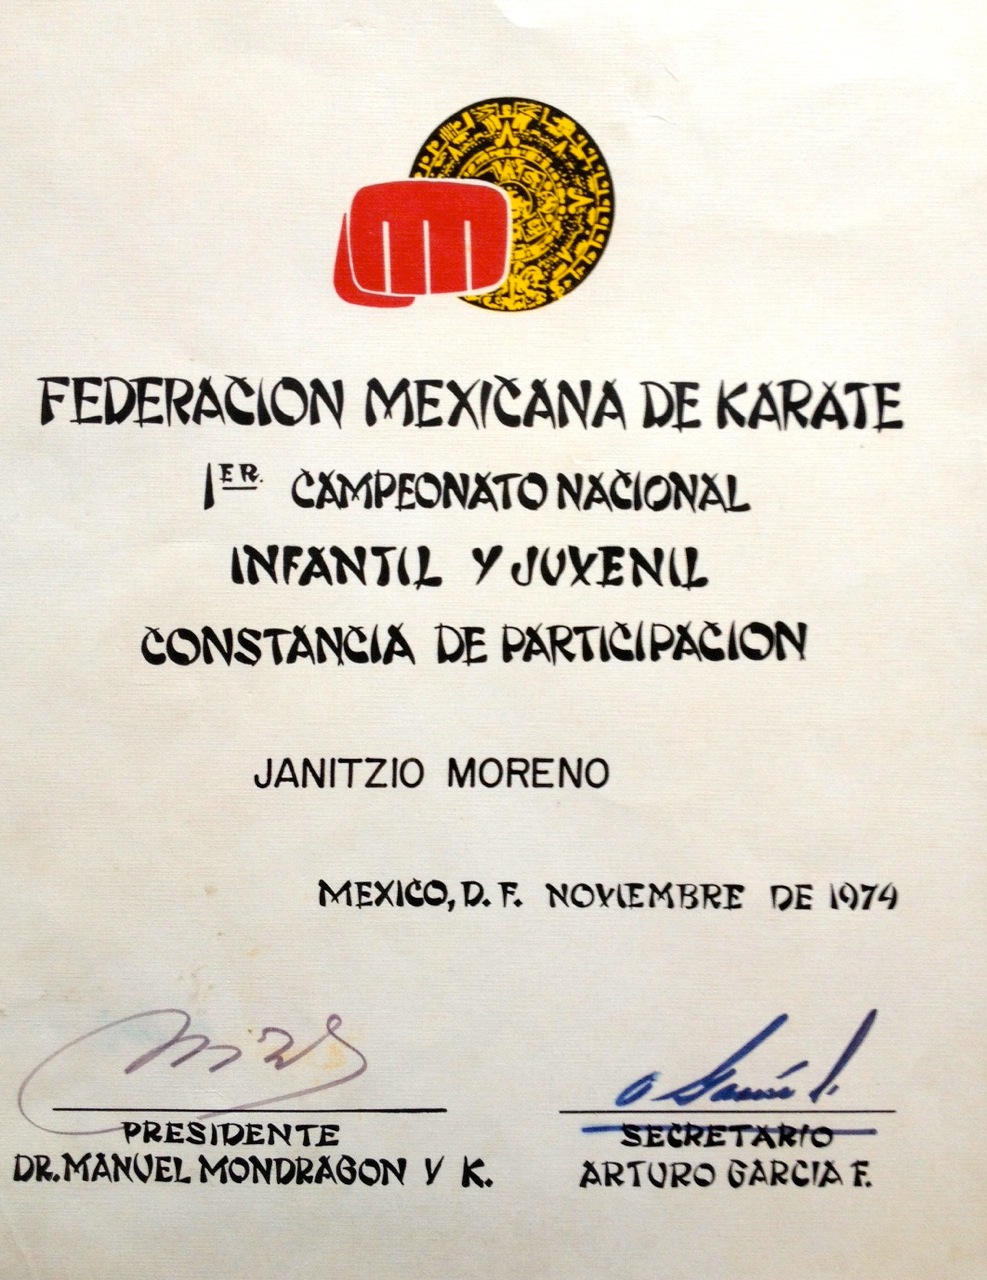 FEDERACION MEXICANA DE KARATE
1ER. CAMPEONATO NACIONAL
INFANTIL Y JUVENIL
CONSTANCIA DE PARTICIPACION
JANITZIO MORENO
MEXICO, D. F. NOVIEMBRE DE 1974
PRESIDENTE
DR. MANUEL MONDRAGON Y K.
SECRETARIO
ARTURO GARCIA F.